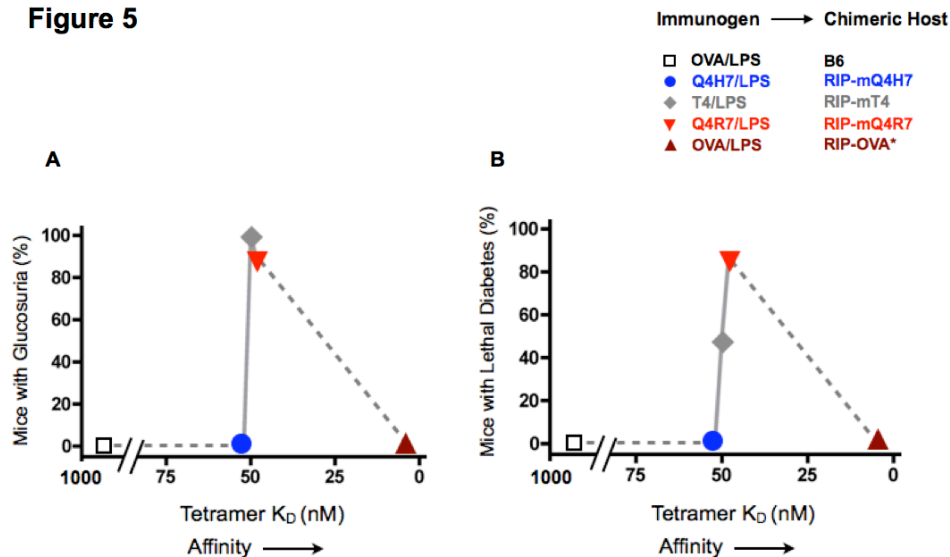 Figure 5
Immunogen → Chimeric Host
OVA/LPS B6
Q4H7/LPS RIP-mQ4H7
T4/LPS RIP-mT4
Q4R7/LPS RIP-mQ4R7
OVA/LPS RIP-OVA*
A
Mice with Glucosuria (%)
100
80
60
40
20
0
1000 75 50 25 0
Tetramer KD (nM)
Affinity →
B
Mice with Lethal Diabetes (%)
100
80
60
40
20
0
1000 75 50 25 0
Tetramer KD (nM)
Affinity →